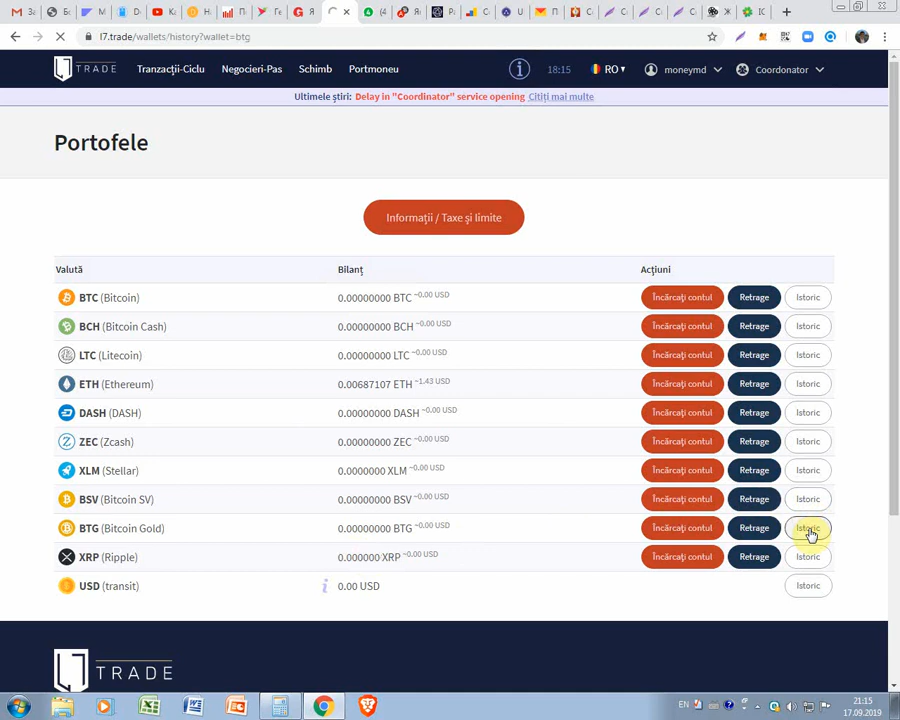 l7.trade/wallets/history?wallet=btg
TRADE
Tranzacții-Ciclu
Negocieri-Pas
Schimb
Portmoneu
18:15
RO ▾
moneymd
Coordonator
Ultimele știri: Delay in "Coordinator" service opening Citiți mai multe
Portofele
Informații / Taxe și limite
Valută Bilanț Acțiuni
BTC (Bitcoin) 0.00000000 BTC ~0.00 USD Încărcați contul Retrage Istoric
BCH (Bitcoin Cash) 0.00000000 BCH ~0.00 USD Încărcați contul Retrage Istoric
LTC (Litecoin) 0.00000000 LTC ~0.00 USD Încărcați contul Retrage Istoric
ETH (Ethereum) 0.00687107 ETH ~1.43 USD Încărcați contul Retrage Istoric
DASH (DASH) 0.00000000 DASH ~0.00 USD Încărcați contul Retrage Istoric
ZEC (Zcash) 0.00000000 ZEC ~0.00 USD Încărcați contul Retrage Istoric
XLM (Stellar) 0.00000000 XLM ~0.00 USD Încărcați contul Retrage Istoric
BSV (Bitcoin SV) 0.00000000 BSV ~0.00 USD Încărcați contul Retrage Istoric
BTG (Bitcoin Gold) 0.00000000 BTG ~0.00 USD Încărcați contul Retrage Istoric
XRP (Ripple) 0.000000 XRP ~0.00 USD Încărcați contul Retrage Istoric
USD (transit) 0.00 USD Istoric
TRADE
EN
21:15
17.09.2019